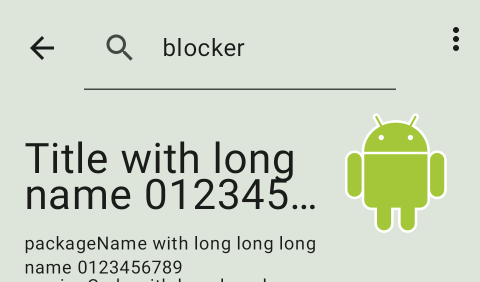 blocker
Title with long
name 012345…
packageName with long long long
name 0123456789